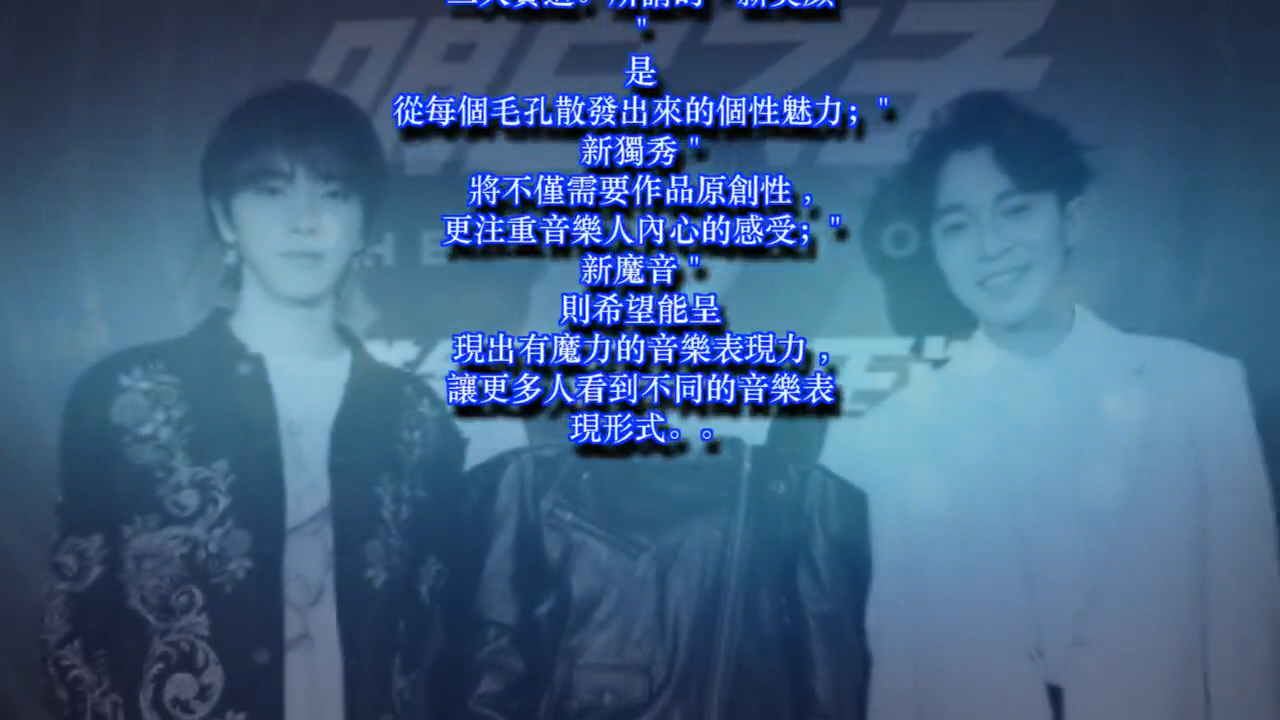 所謂的
"
是
從每個毛孔散發出來的個性魅力；"
新獨秀 "
將不僅需要作品原創性，
更注重音樂人內心的感受；"
新魔音 "
則希望能呈
現出有魔力的音樂表現力，
讓更多人看到不同的音樂表
現形式。。